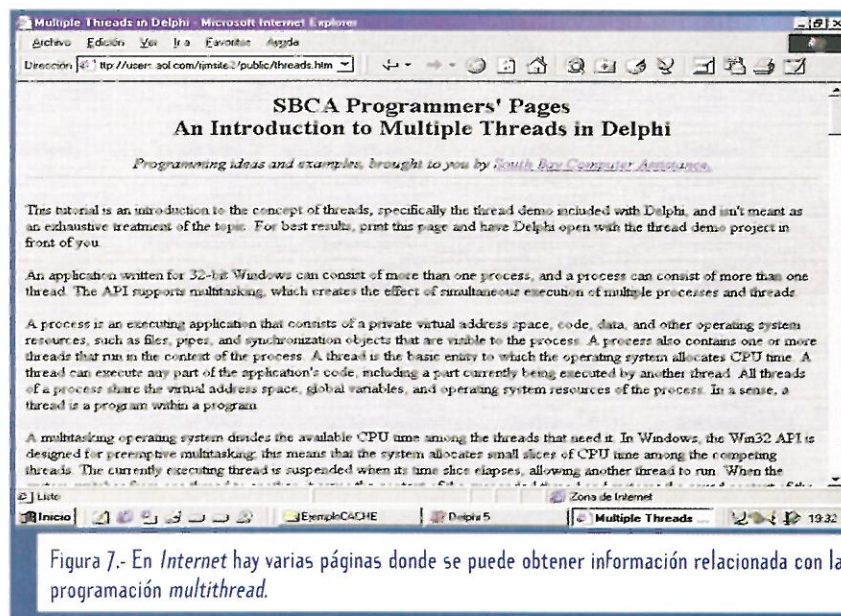 Multiple Threads in Delphi - Microsoft Internet Explorer
Archivo Edición Ver Ir a Favoritos Ayuda
Dirección ttp://users.aol.com/rjmsite2/public/threads.htm
SBCA Programmers' Pages
An Introduction to Multiple Threads in Delphi
Programming ideas and examples, brought to you by South Bay Computer Assistance.
This tutorial is an introduction to the concept of threads, specifically the thread demo included with Delphi, and isn't meant as
an exhaustive treatment of the topic. For best results, print this page and have Delphi open with the thread demo project in
front of you
An application written for 32-bit Windows can consist of more than one process, and a process can consist of more than one
thread. The API supports multitasking, which creates the effect of simultaneous execution of multiple processes and threads
A process is an executing application that consists of a private virtual address space, code, data, and other operating system
resources, such as files, pipes, and synchronization objects that are visible to the process. A process also contains one or more
threads that run in the context of the process. A thread is the basic entity to which the operating system allocates CPU time. A
thread can execute any part of the application's code, including a part currently being executed by another thread. All threads
of a process share the virtual address space, global variables, and operating system resources of the process. In a sense, a
thread is a program within a program
A multitasking operating system divides the available CPU time among the threads that need it. In Windows, the Win32 API is
designed for preemptive multitasking; this means that the system allocates small slices of CPU time among the competing
threads. The currently executing thread is suspended when its time slice elapses, allowing another thread to run. When the
Listo Zona de Internet
Inicio EjemploCACHE Delphi 5 Multiple Threads ... 19:32
Figura 7.- En Internet hay varias páginas donde se puede obtener información relacionada con la
programación multithread.